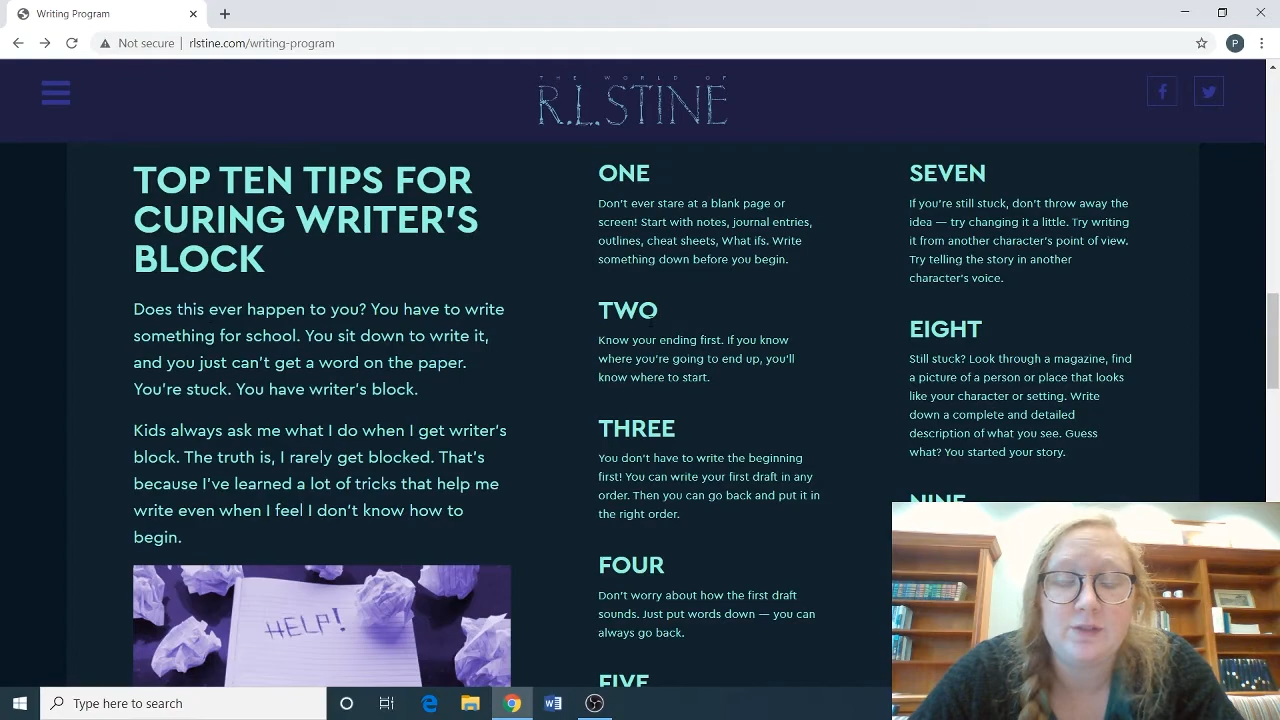 Writing Program
Not secure
rlstine.com/writing-program
P
THE WORLD OF
R.L.STINE
TOP TEN TIPS FOR
CURING WRITER'S
BLOCK
Does this ever happen to you? You have to write
something for school. You sit down to write it,
and you just can't get a word on the paper.
You're stuck. You have writer's block.
Kids always ask me what I do when I get writer's
block. The truth is, I rarely get blocked. That's
because I've learned a lot of tricks that help me
write even when I feel I don't know how to
begin.
HELP!
ONE
Don't ever stare at a blank page or
screen! Start with notes, journal entries,
outlines, cheat sheets, What ifs. Write
something down before you begin.
TWO
Know your ending first. If you know
where you're going to end up, you'll
know where to start.
THREE
You don't have to write the beginning
first! You can write your first draft in any
order. Then you can go back and put it in
the right order.
FOUR
Don't worry about how the first draft
sounds. Just put words down — you can
always go back.
FIVE
SEVEN
If you're still stuck, don't throw away the
idea — try changing it a little. Try writing
it from another character's point of view.
Try telling the story in another
character's voice.
EIGHT
Still stuck? Look through a magazine, find
a picture of a person or place that looks
like your character or setting. Write
down a complete and detailed
description of what you see. Guess
what? You started your story.
NINE
Type here to search